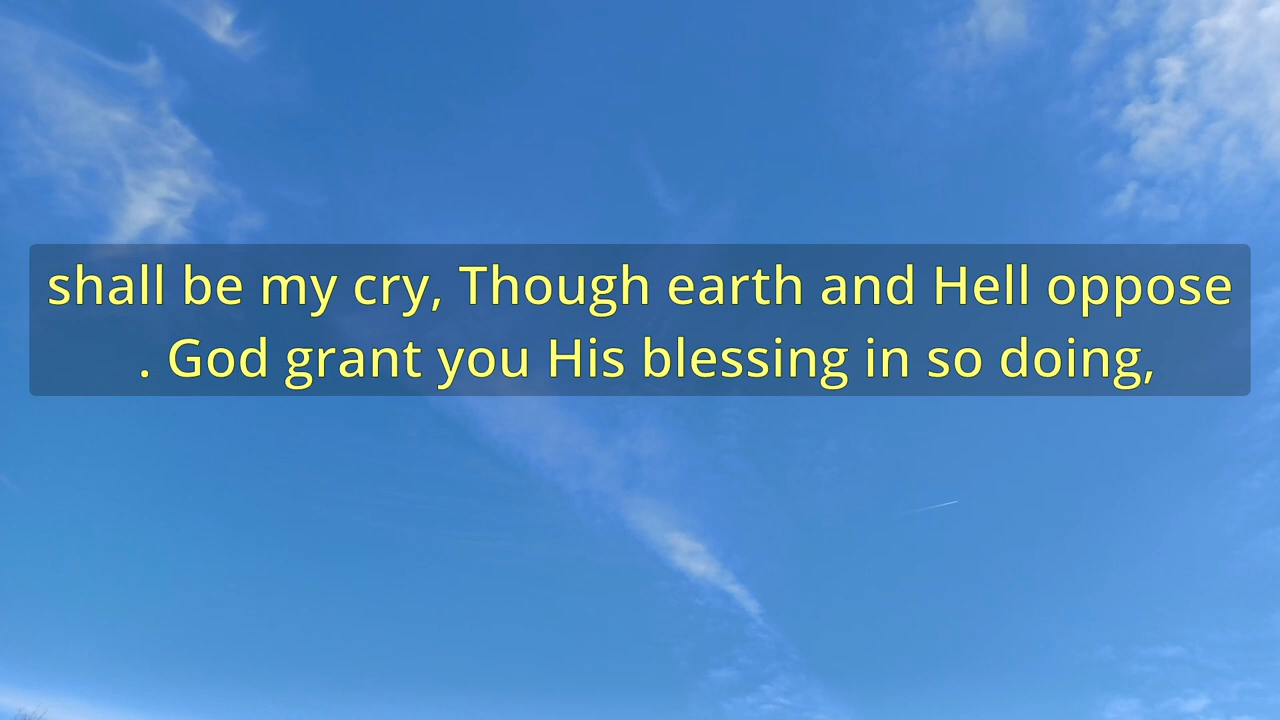 shall be my cry, Though earth and Hell oppose
. God grant you His blessing in so doing,